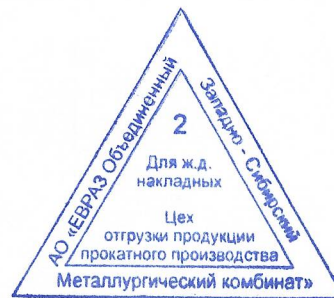 АО «ЕВРАЗ Объединенный
Западно - Сибирский
Металлургический комбинат»
2
Для ж.д.
накладных
Цех
отгрузки продукции
прокатного производства